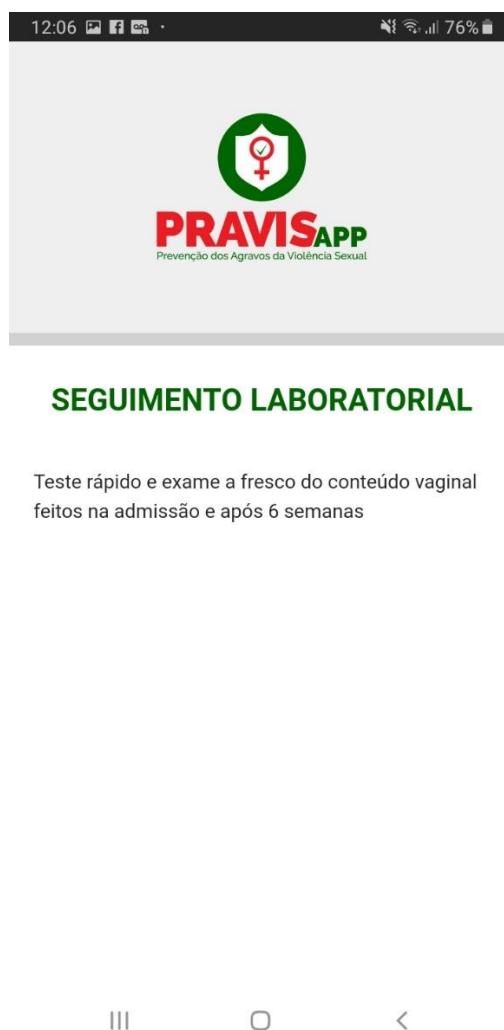 12:06
76%
PRAVISAPP
Prevenção dos Agravos da Violência Sexual
SEGUIMENTO LABORATORIAL
Teste rápido e exame a fresco do conteúdo vaginal
feitos na admissão e após 6 semanas